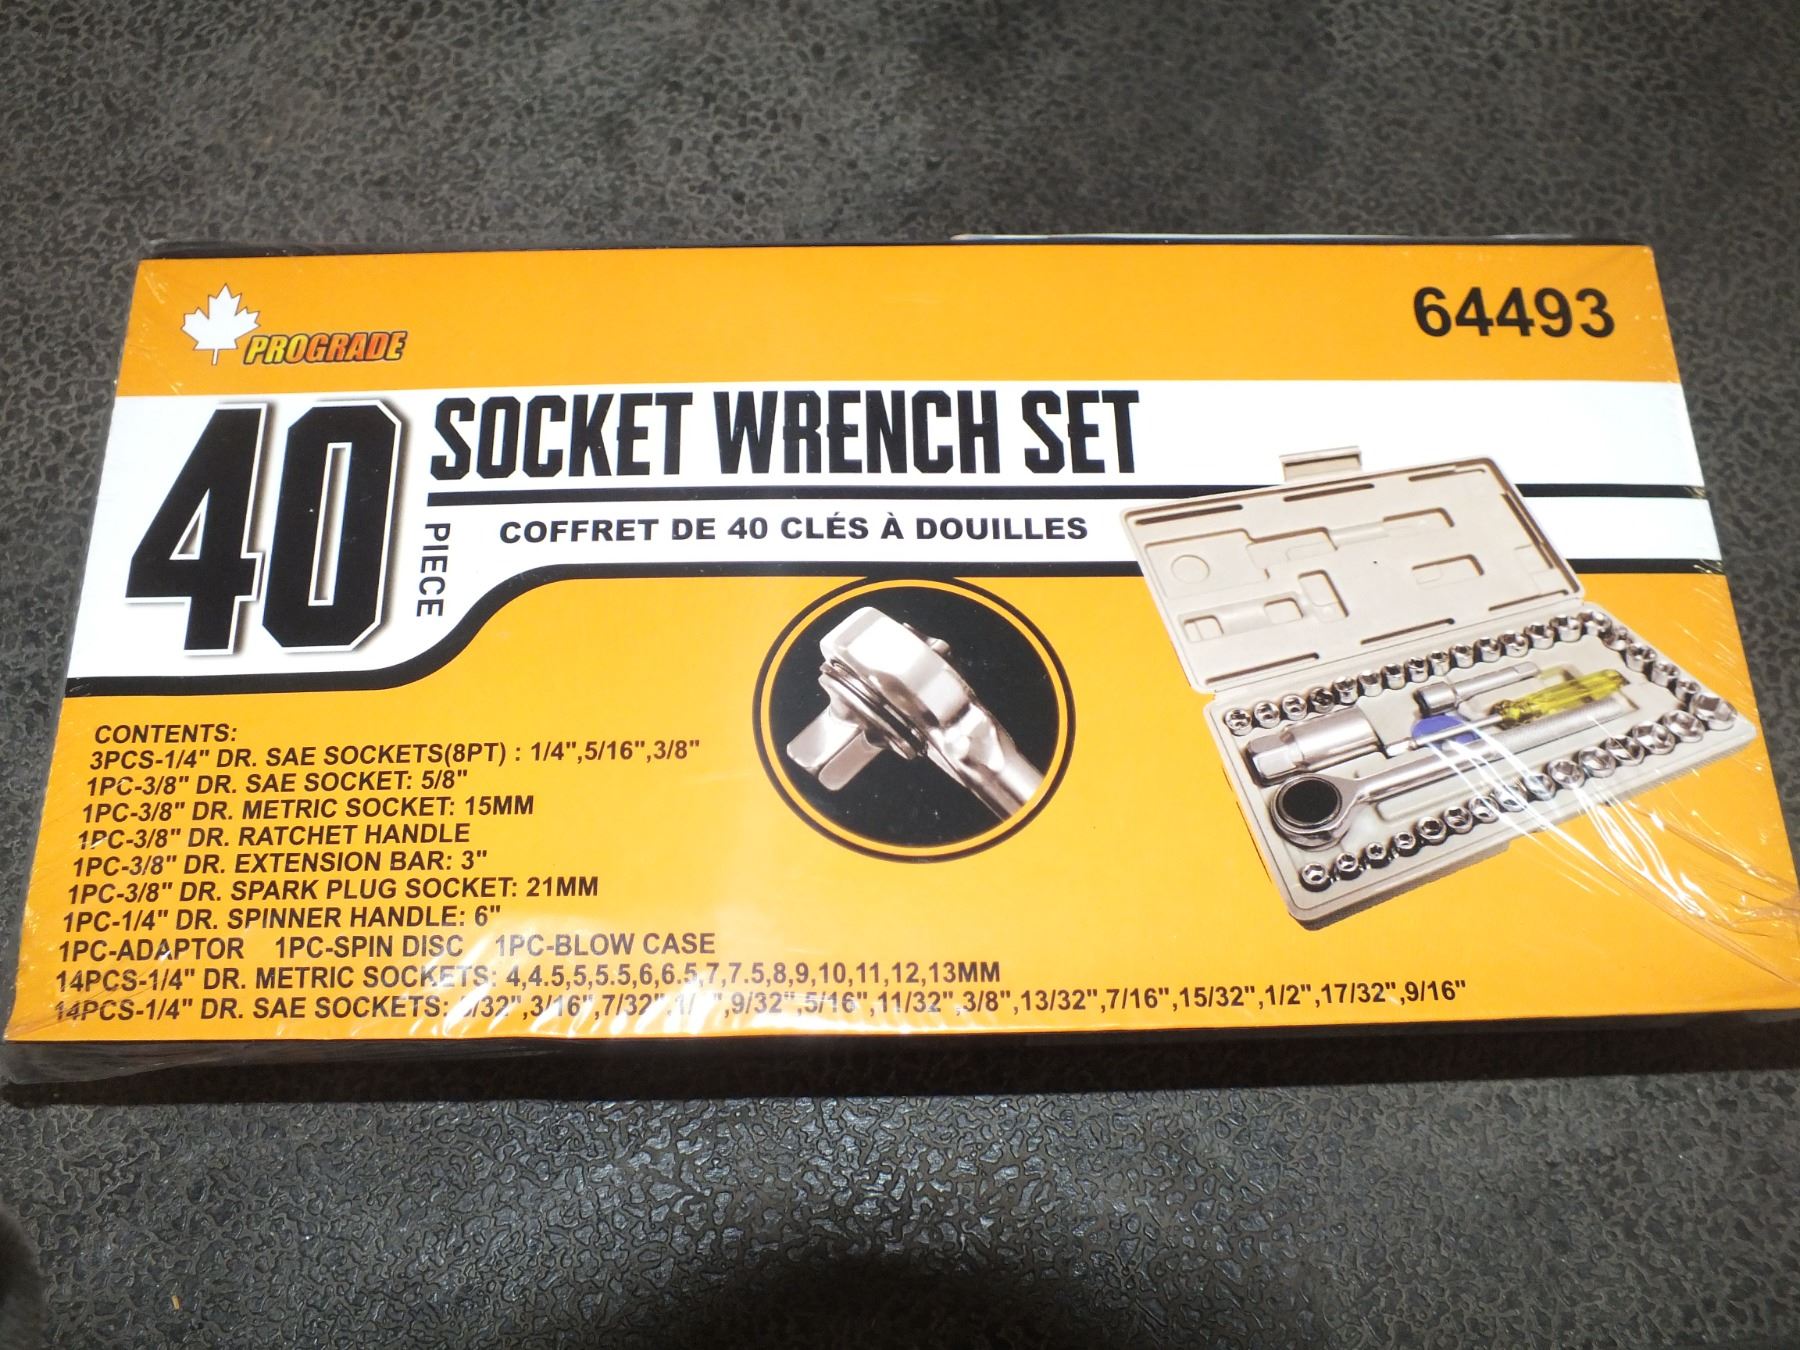 PROGRADE
64493
40 PIECE
SOCKET WRENCH SET
COFFRET DE 40 CLÉS À DOUILLES
CONTENTS:
3PCS-1/4" DR. SAE SOCKETS(8PT) : 1/4",5/16",3/8"
1PC-3/8" DR. SAE SOCKET: 5/8"
1PC-3/8" DR. METRIC SOCKET: 15MM
1PC-3/8" DR. RATCHET HANDLE
1PC-3/8" DR. EXTENSION BAR: 3"
1PC-3/8" DR. SPARK PLUG SOCKET: 21MM
1PC-1/4" DR. SPINNER HANDLE: 6"
1PC-ADAPTOR 1PC-SPIN DISC 1PC-BLOW CASE
14PCS-1/4" DR. METRIC SOCKETS: 4,4.5,5,5.5,6,6.5,7,7.5,8,9,10,11,12,13MM
14PCS-1/4" DR. SAE SOCKETS: 3/16",7/32",9/32",5/16",11/32",3/8",13/32",7/16",15/32",1/2",17/32",9/16"